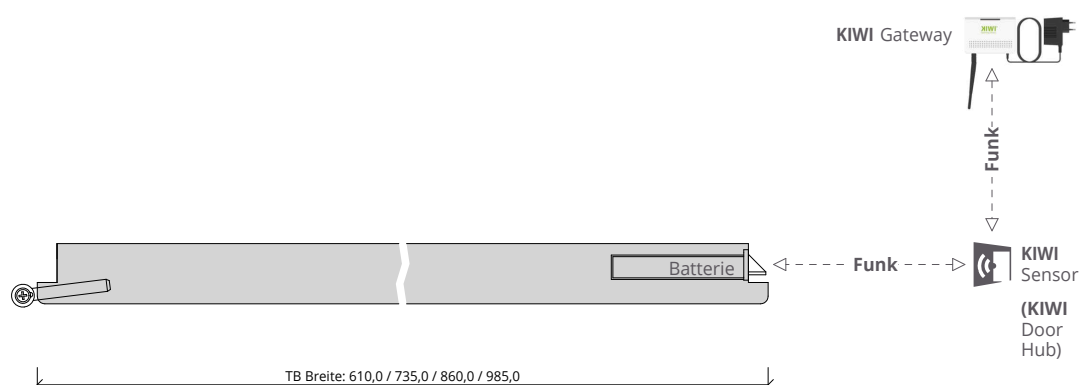 KIWI Gateway
KIWI
Funk
Batterie
Funk
KIWI
Sensor
(KIWI
Door
Hub)
TB Breite: 610,0 / 735,0 / 860,0 / 985,0